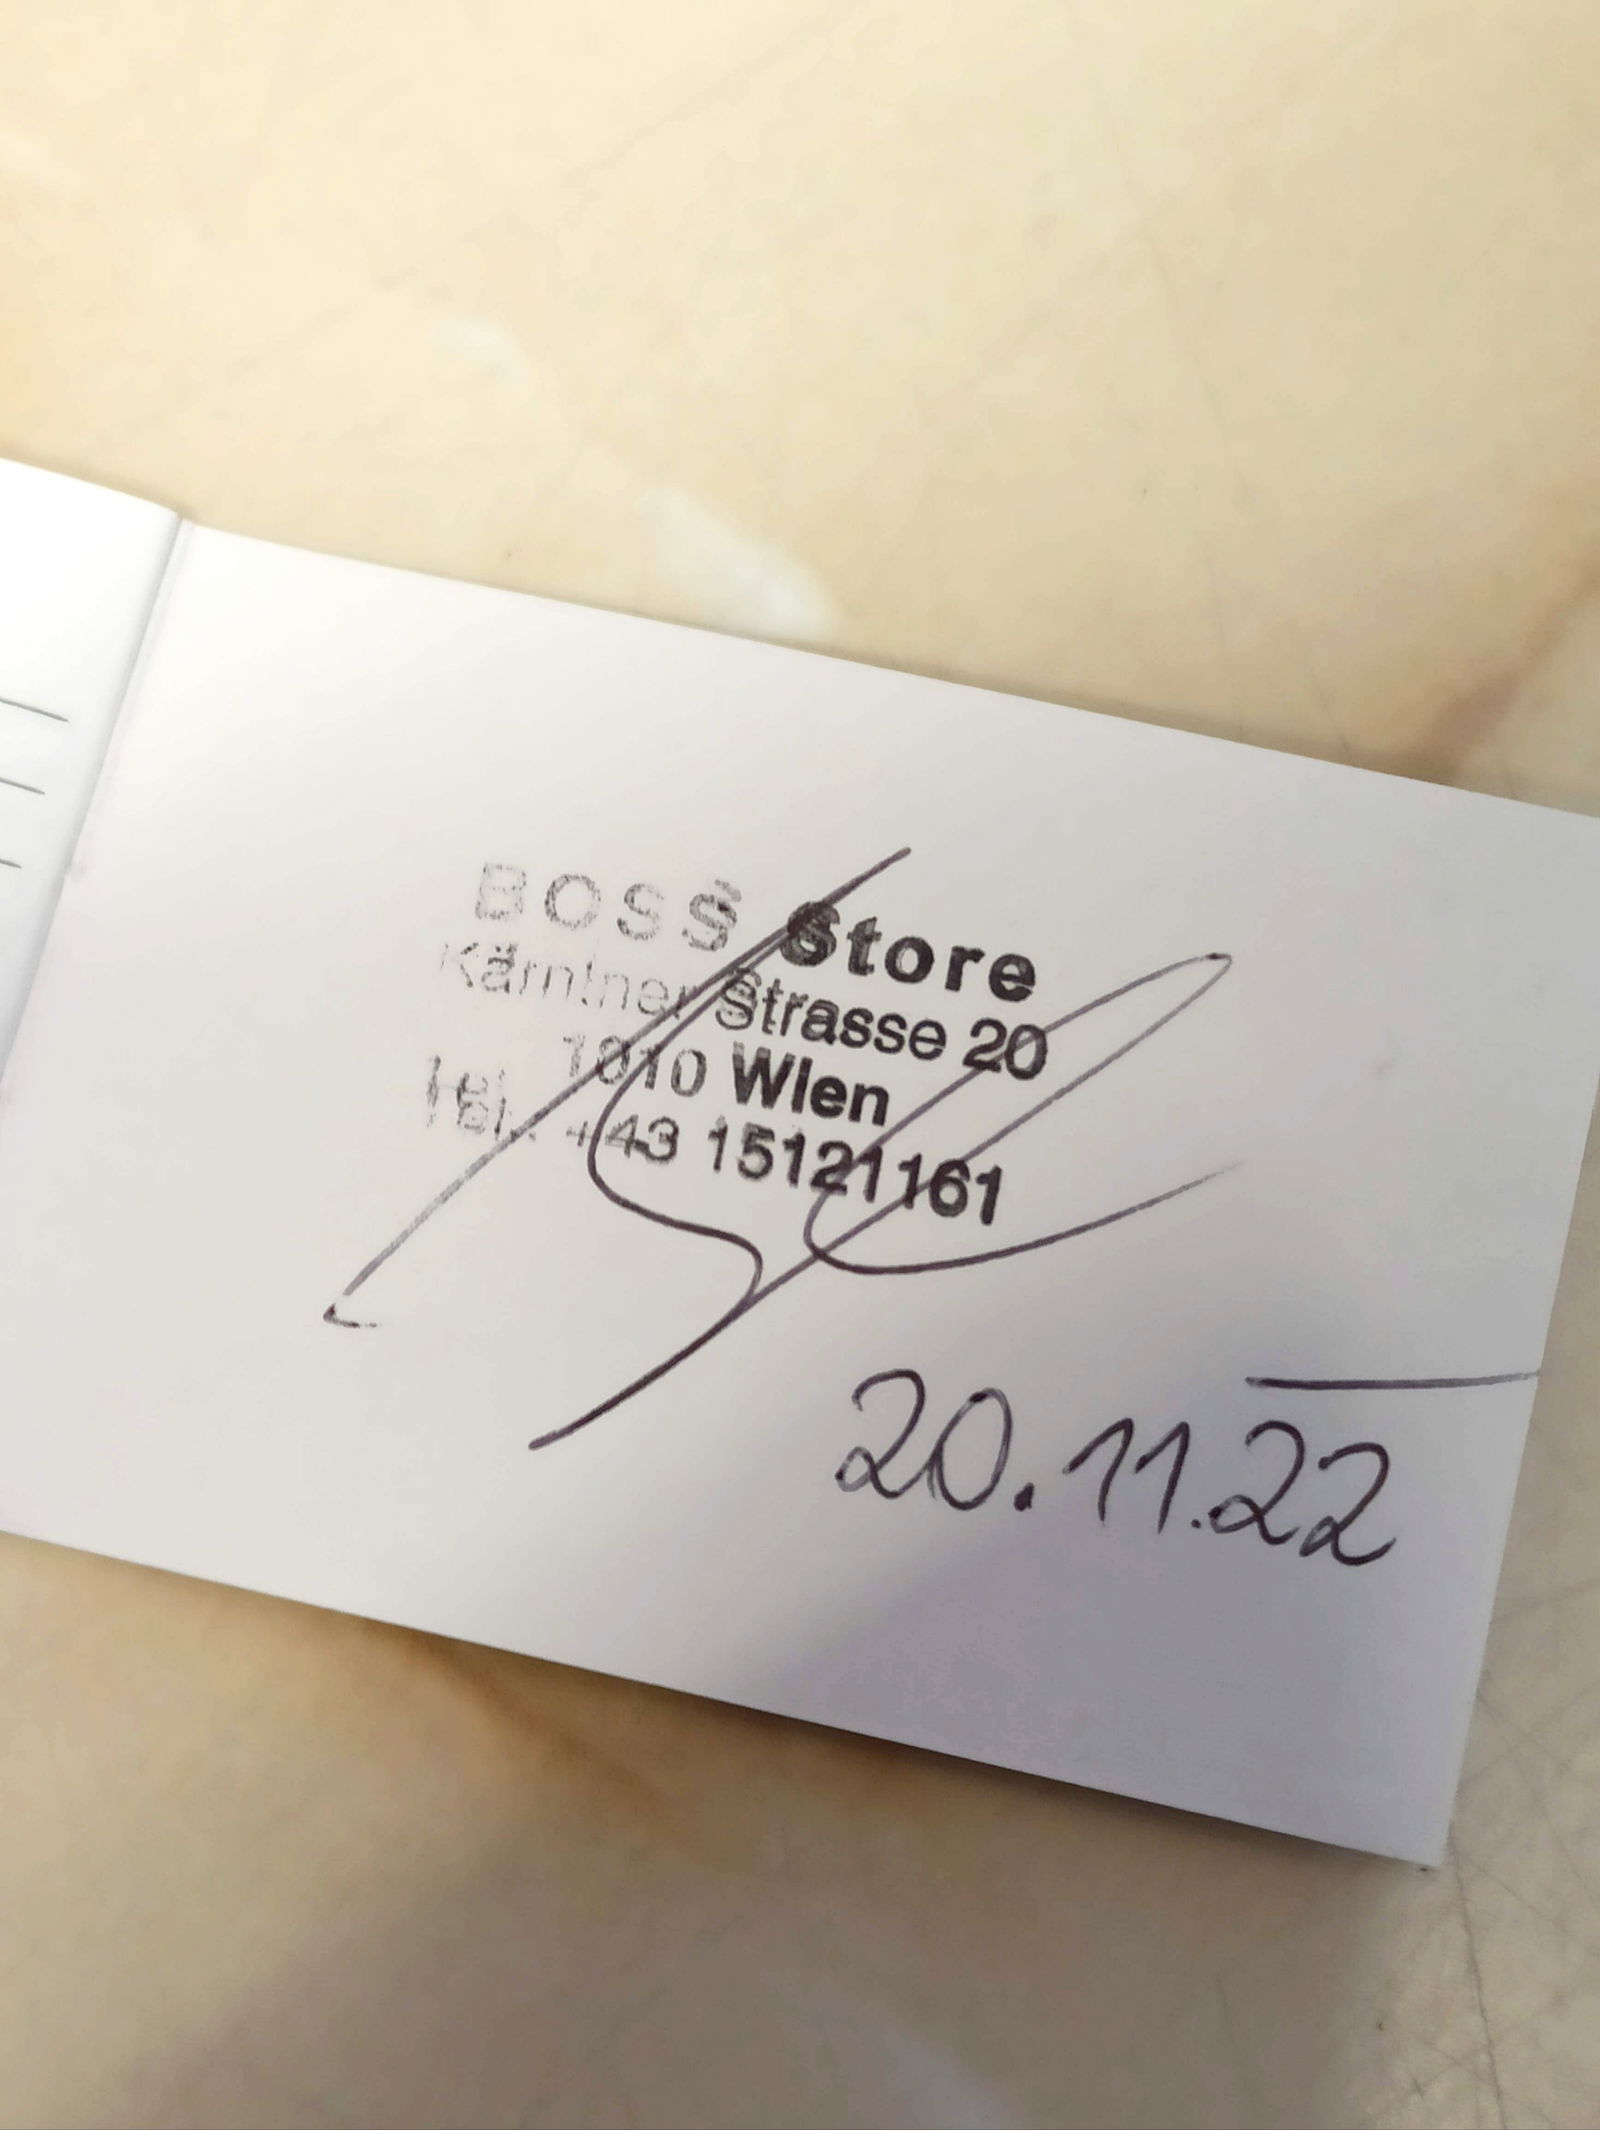 BOSS Store
Kärntner Strasse 20
1010 Wien
Tel. +43 15121161
20.11.22